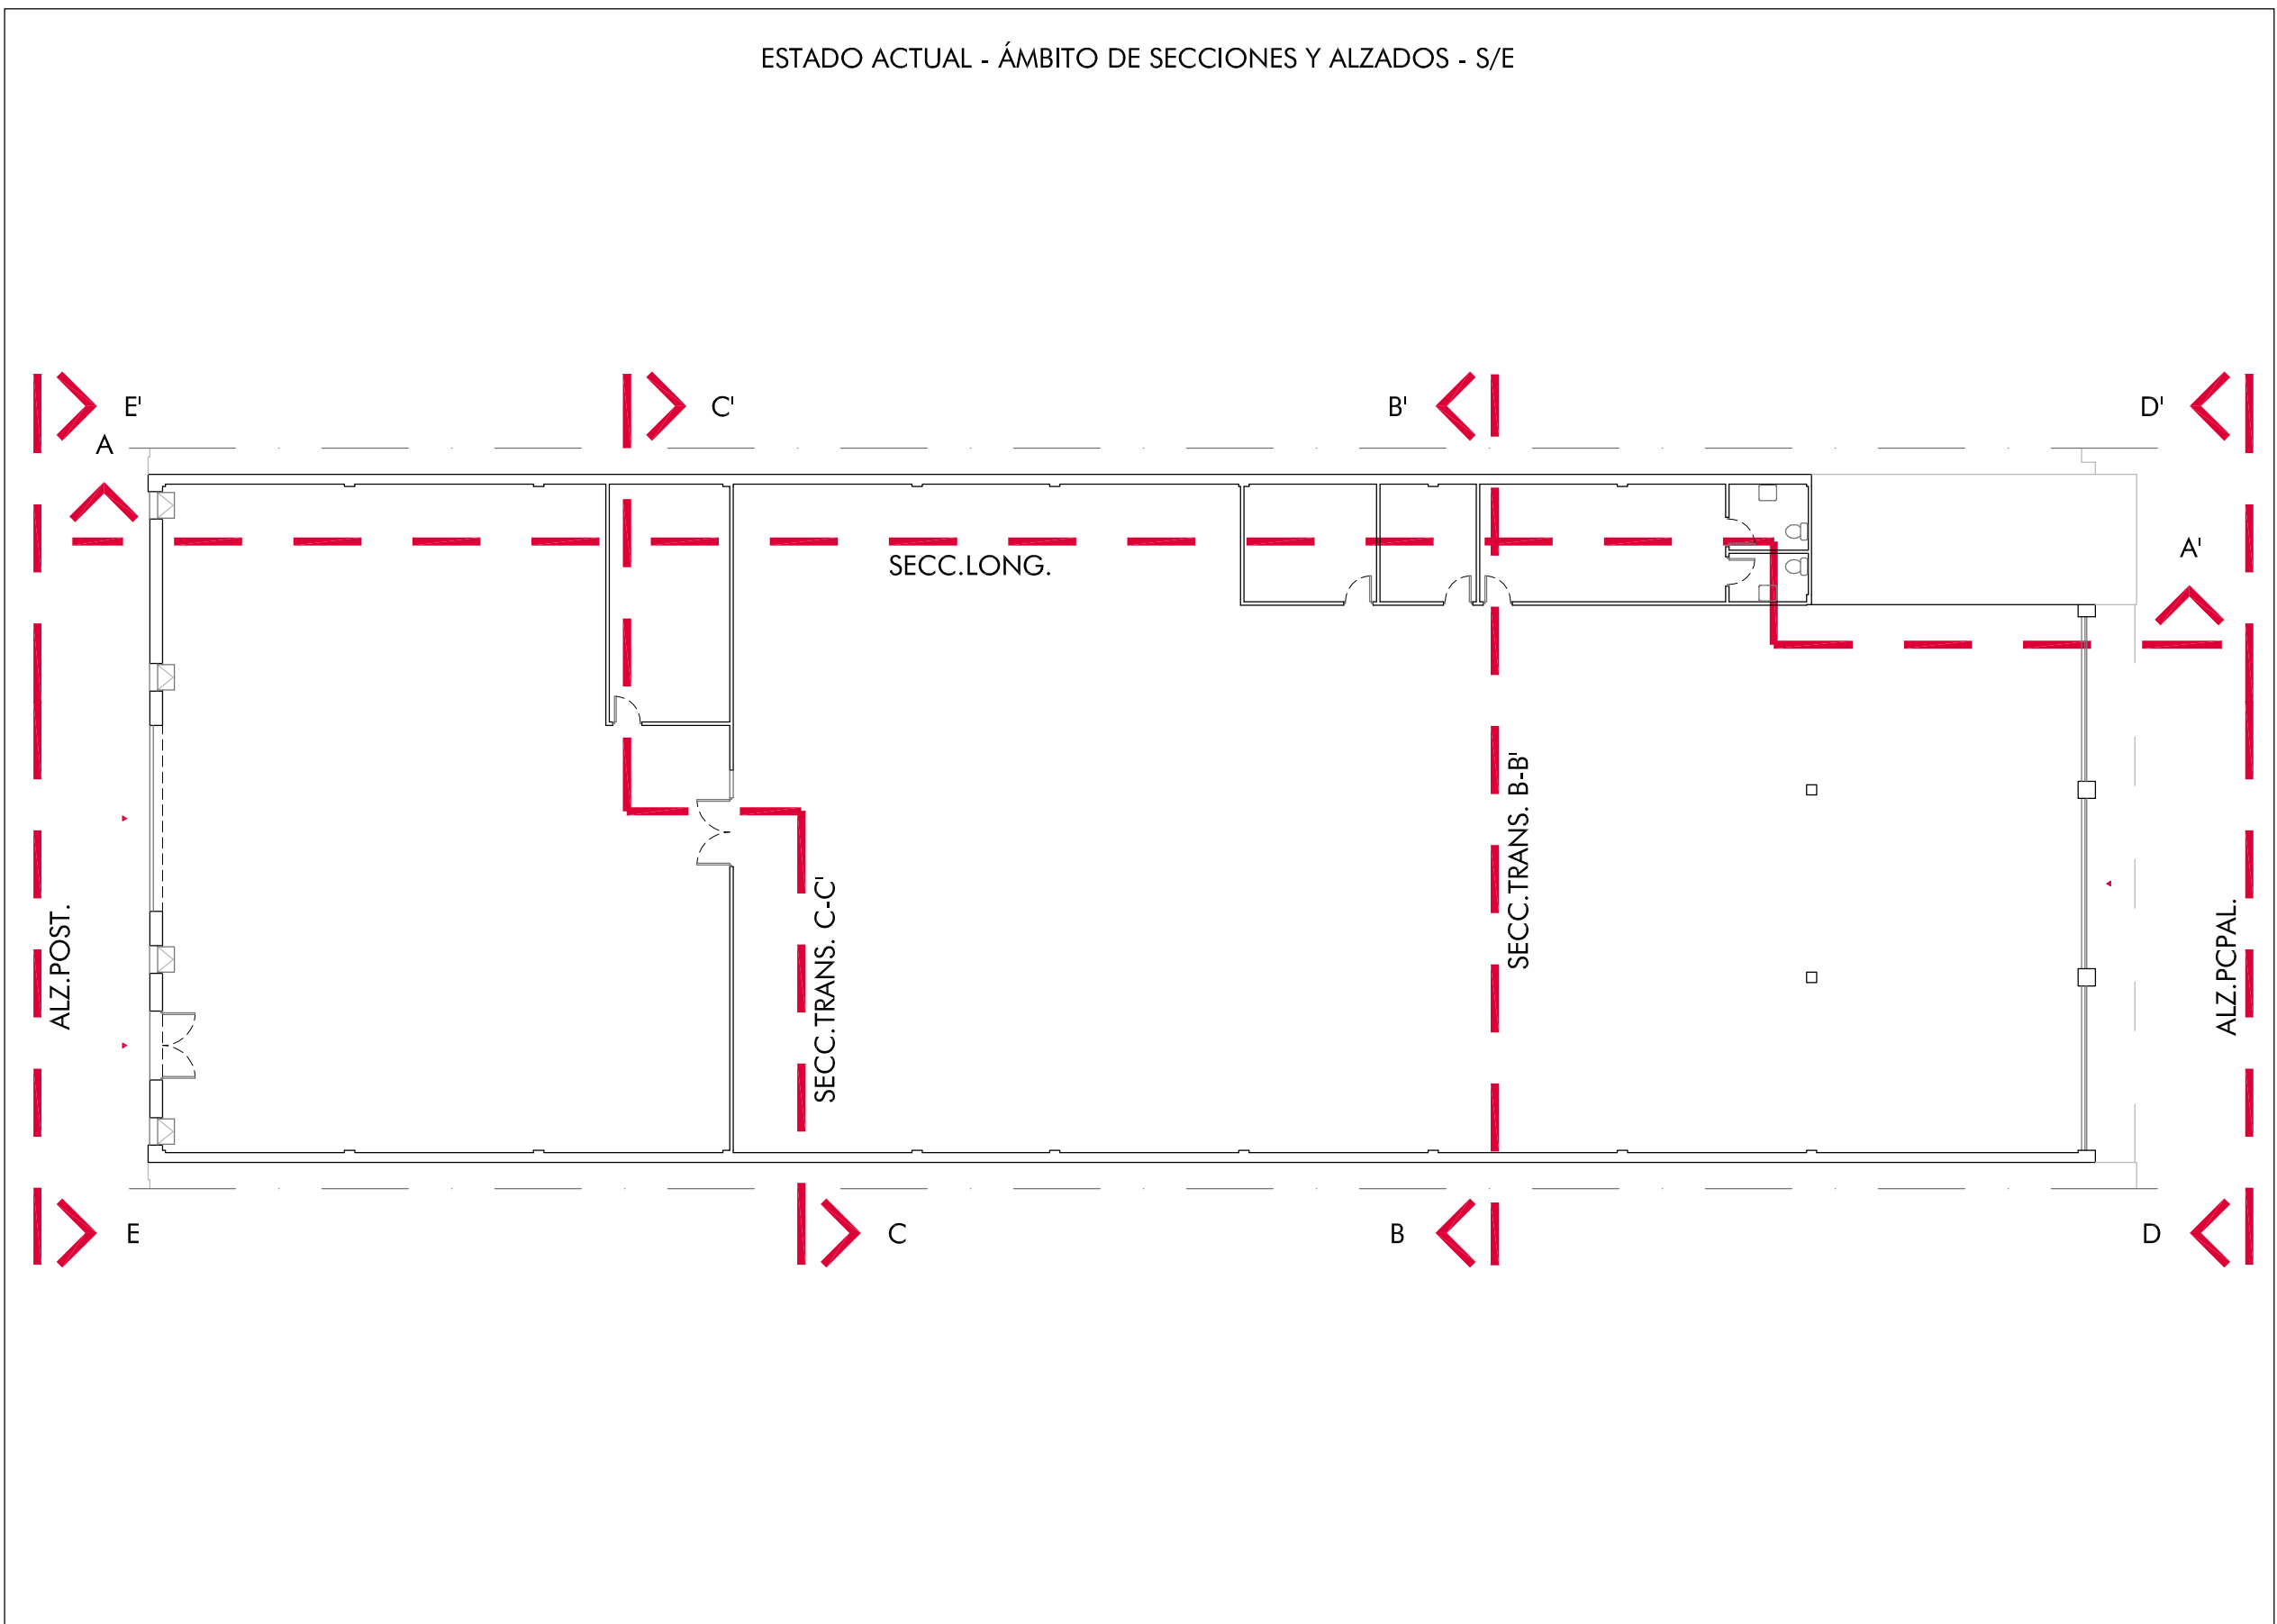 ESTADO ACTUAL - ÁMBITO DE SECCIONES Y ALZADOS - S/E
E'
C'
B'
D'
A
A'
SECC.LONG.
ALZ.POST.
SECC.TRANS. C-C'
SECC.TRANS. B-B'
ALZ.PCPAL.
E
C
B
D